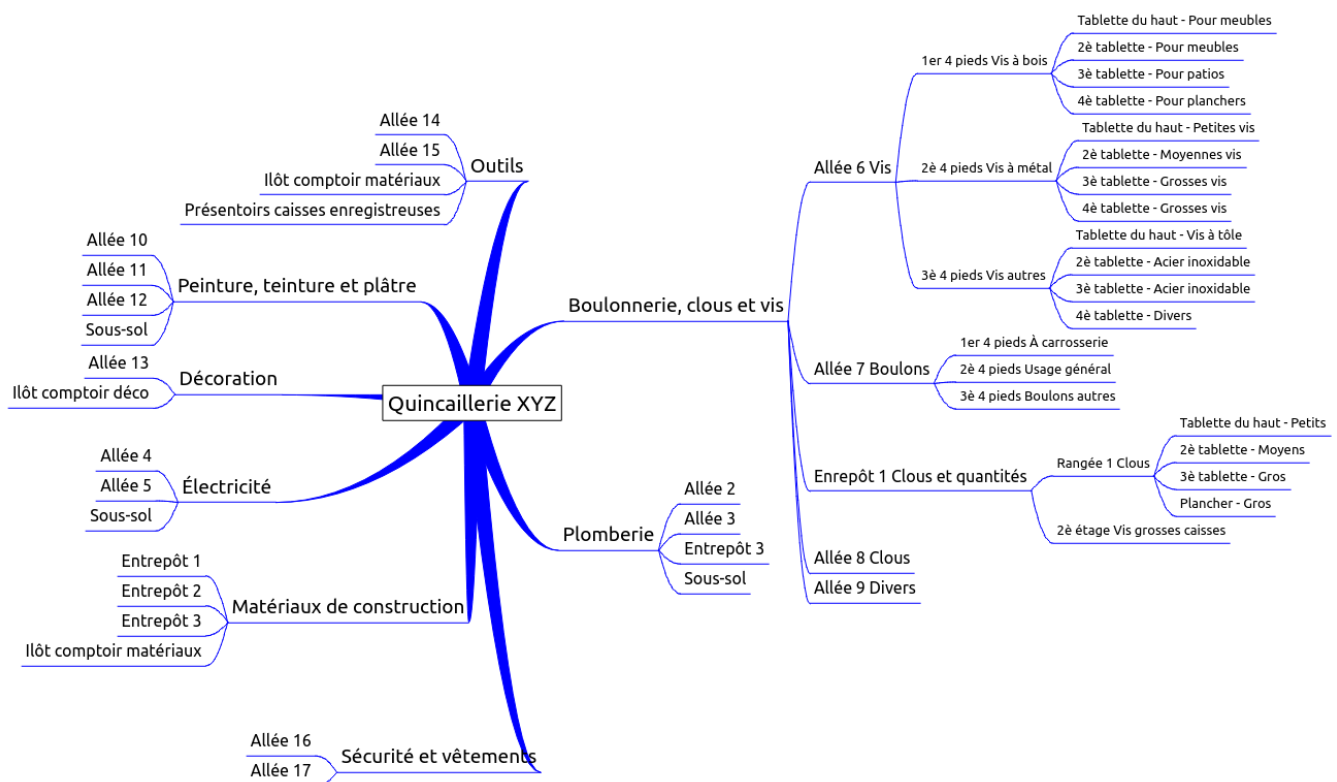 Quincaillerie XYZ
Outils
Allée 14
Allée 15
Ilôt comptoir matériaux
Présentoirs caisses enregistreuses
Peinture, teinture et plâtre
Allée 10
Allée 11
Allée 12
Sous-sol
Décoration
Allée 13
Ilôt comptoir déco
Électricité
Allée 4
Allée 5
Sous-sol
Matériaux de construction
Entrepôt 1
Entrepôt 2
Entrepôt 3
Ilôt comptoir matériaux
Sécurité et vêtements
Allée 16
Allée 17
Boulonnerie, clous et vis
Allée 6 Vis
1er 4 pieds Vis à bois
Tablette du haut - Pour meubles
2è tablette - Pour meubles
3è tablette - Pour patios
4è tablette - Pour planchers
2è 4 pieds Vis à métal
Tablette du haut - Petites vis
2è tablette - Moyennes vis
3è tablette - Grosses vis
4è tablette - Grosses vis
3è 4 pieds Vis autres
Tablette du haut - Vis à tôle
2è tablette - Acier inoxidable
3è tablette - Acier inoxidable
4è tablette - Divers
Allée 7 Boulons
1er 4 pieds À carrosserie
2è 4 pieds Usage général
3è 4 pieds Boulons autres
Enrepôt 1 Clous et quantités
Rangée 1 Clous
Tablette du haut - Petits
2è tablette - Moyens
3è tablette - Gros
Plancher - Gros
2è étage Vis grosses caisses
Allée 8 Clous
Allée 9 Divers
Plomberie
Allée 2
Allée 3
Entrepôt 3
Sous-sol